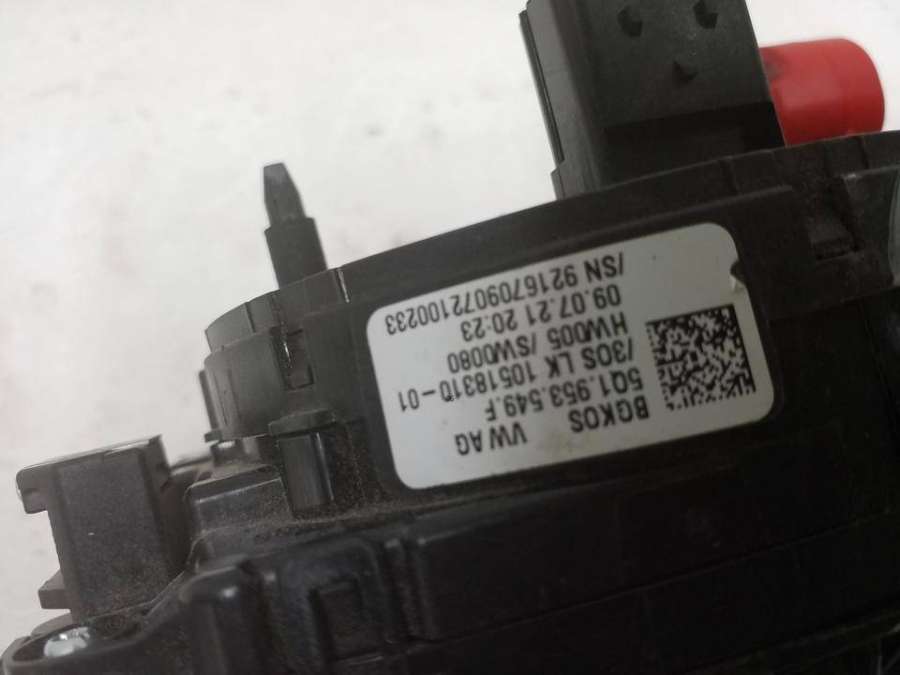 BGKOS VW AG
5Q1.953.549.F
/3OS LK 10518310-01
HW005 /SW0080
09.07.21 20:23
/SN 9216709072100233